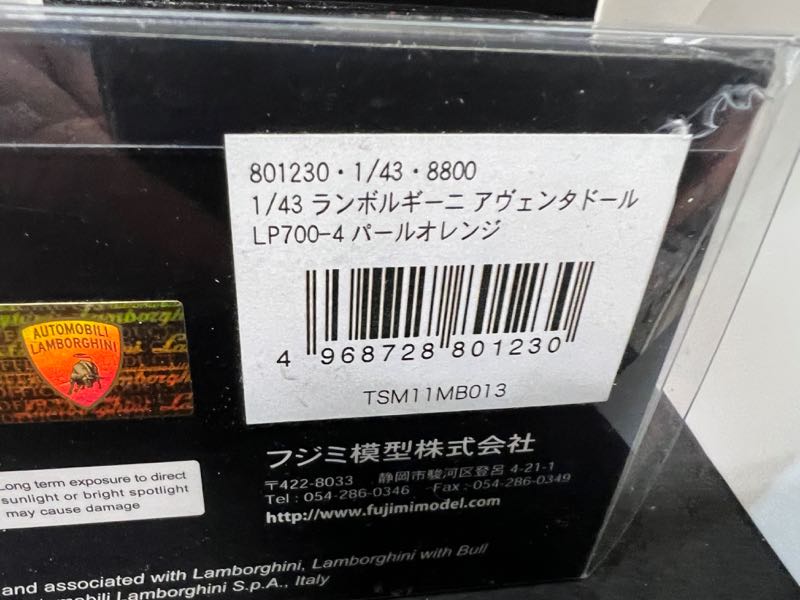 801230・1/43・8800
1/43 ランボルギーニ アヴェンタドール
LP700-4 パールオレンジ
4 968728 801230
TSM11MB013
AUTOMOBILI
LAMBORGHINI
フジミ模型株式会社
〒422-8033 静岡市駿河区登呂 4-21-1
Tel : 054-286-0346 Fax : 054-286-0349
http://www.fujimimodel.com
Long term exposure to direct
sunlight or bright spotlight
may cause damage
and associated with Lamborghini, Lamborghini with Bull
Lamborghini S.p.A., Italy